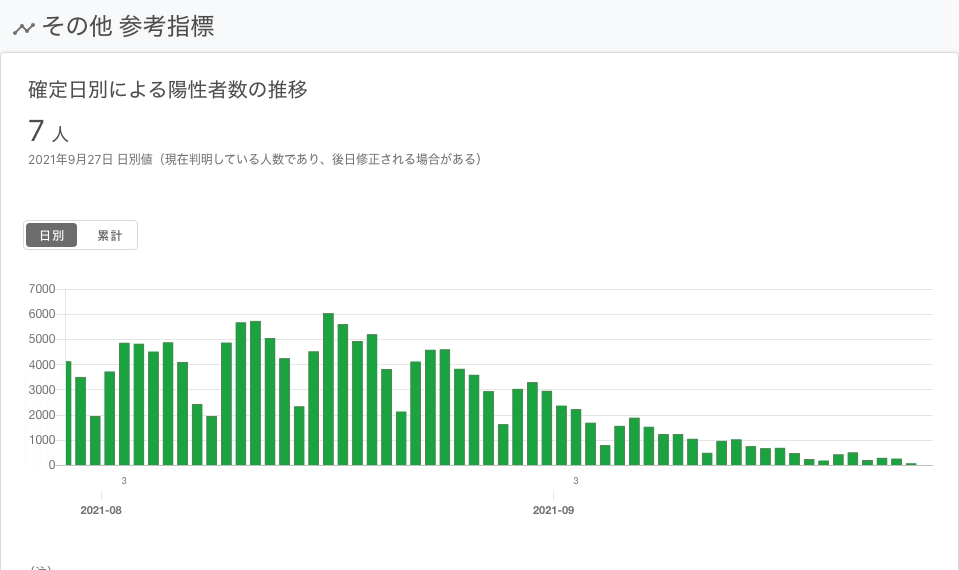 その他 参考指標
確定日別による陽性者数の推移
7 人
2021年9月27日 日別値（現在判明している人数であり、後日修正される場合がある）
日別 累計
7000
6000
5000
4000
3000
2000
1000
0
3 3
2021-08 2021-09